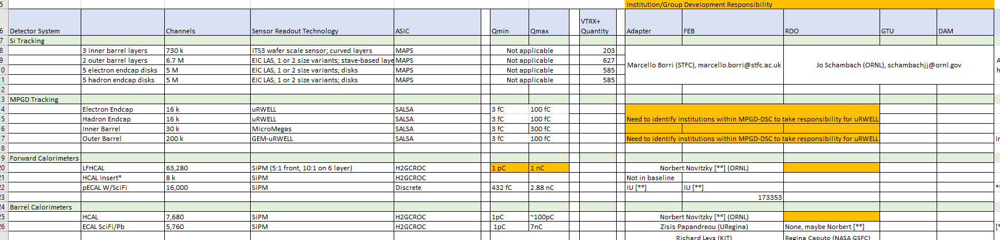 5 Institution/Group Development Responsibility
VTRX+
6 Detector System Channels Sensor Readout Technology ASIC Qmin Qmax Quantity Adapter FEB RDO GTU DAM
7 Si Tracking
8 3 inner barrel layers 730 k ITS3 wafer scale sensor; curved layers MAPS Not applicable 203
9 2 outer barrel layers 6.7 M EIC LAS, 1 or 2 size variants; stave-based laye MAPS Not applicable 627
Marcello Borri (STFC), marcello.borri@stfc.ac.uk Jo Schambach (ORNL), schambachjj@ornl.gov
10 5 electron endcap disks 5 M EIC LAS, 1 or 2 size variants; disks MAPS Not applicable 585
11 5 hadron endcap disks 5 M EIC LAS, 1 or 2 size variants; disks MAPS Not applicable 585
12
13 MPGD Tracking
14 Electron Endcap 16 k uRWELL SALSA 3 fC 100 fC
15 Hadron Endcap 16 k uRWELL SALSA 3 fC 100 fC Need to identify institutions within MPGD-DSC to take responsibility for uRWELL
16 Inner Barrel 30 k MicroMegas SALSA 3 fC 300 fC
17 Outer Barrel 200 k GEM-uRWELL SALSA 3 fC 100 fC Need to identify institutions within MPGD-DSC to take responsibility for uRWELL
18
19 Forward Calorimeters
20 LFHCAL 63,280 SiPM (5:1 front, 10:1 on 6 layer) H2GCROC 1 pC 1 nC Norbert Novitzky [**] (ORNL)
21 HCAL Insert* 8 k SiPM H2GCROC Not in baseline
22 pECAL W/SciFi 16,000 SiPM Discrete 432 fC 2.88 nC IU [**] IU [**]
23 173353
24 Barrel Calorimeters
25 HCAL 7,680 SiPM H2GCROC 1pC ~100pC Norbert Novitzky [**] (ORNL)
26 ECAL SciFi/Pb 5,760 SiPM H2GCROC 1pC 7nC Zisis Papandreou (URegina) None, maybe Norbert [**]
Richard Leys (KIT) Regina Caputo (NASA GSFC)